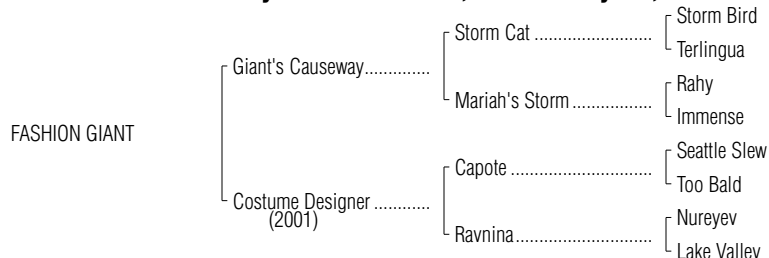 Storm Bird
Storm Cat ........................
Terlingua
Giant's Causeway..............
Rahy
Mariah's Storm .................
Immense
FASHION GIANT
Seattle Slew
Capote .............................
Too Bald
Costume Designer ............
(2001)
Nureyev
Ravnina............................
Lake Valley